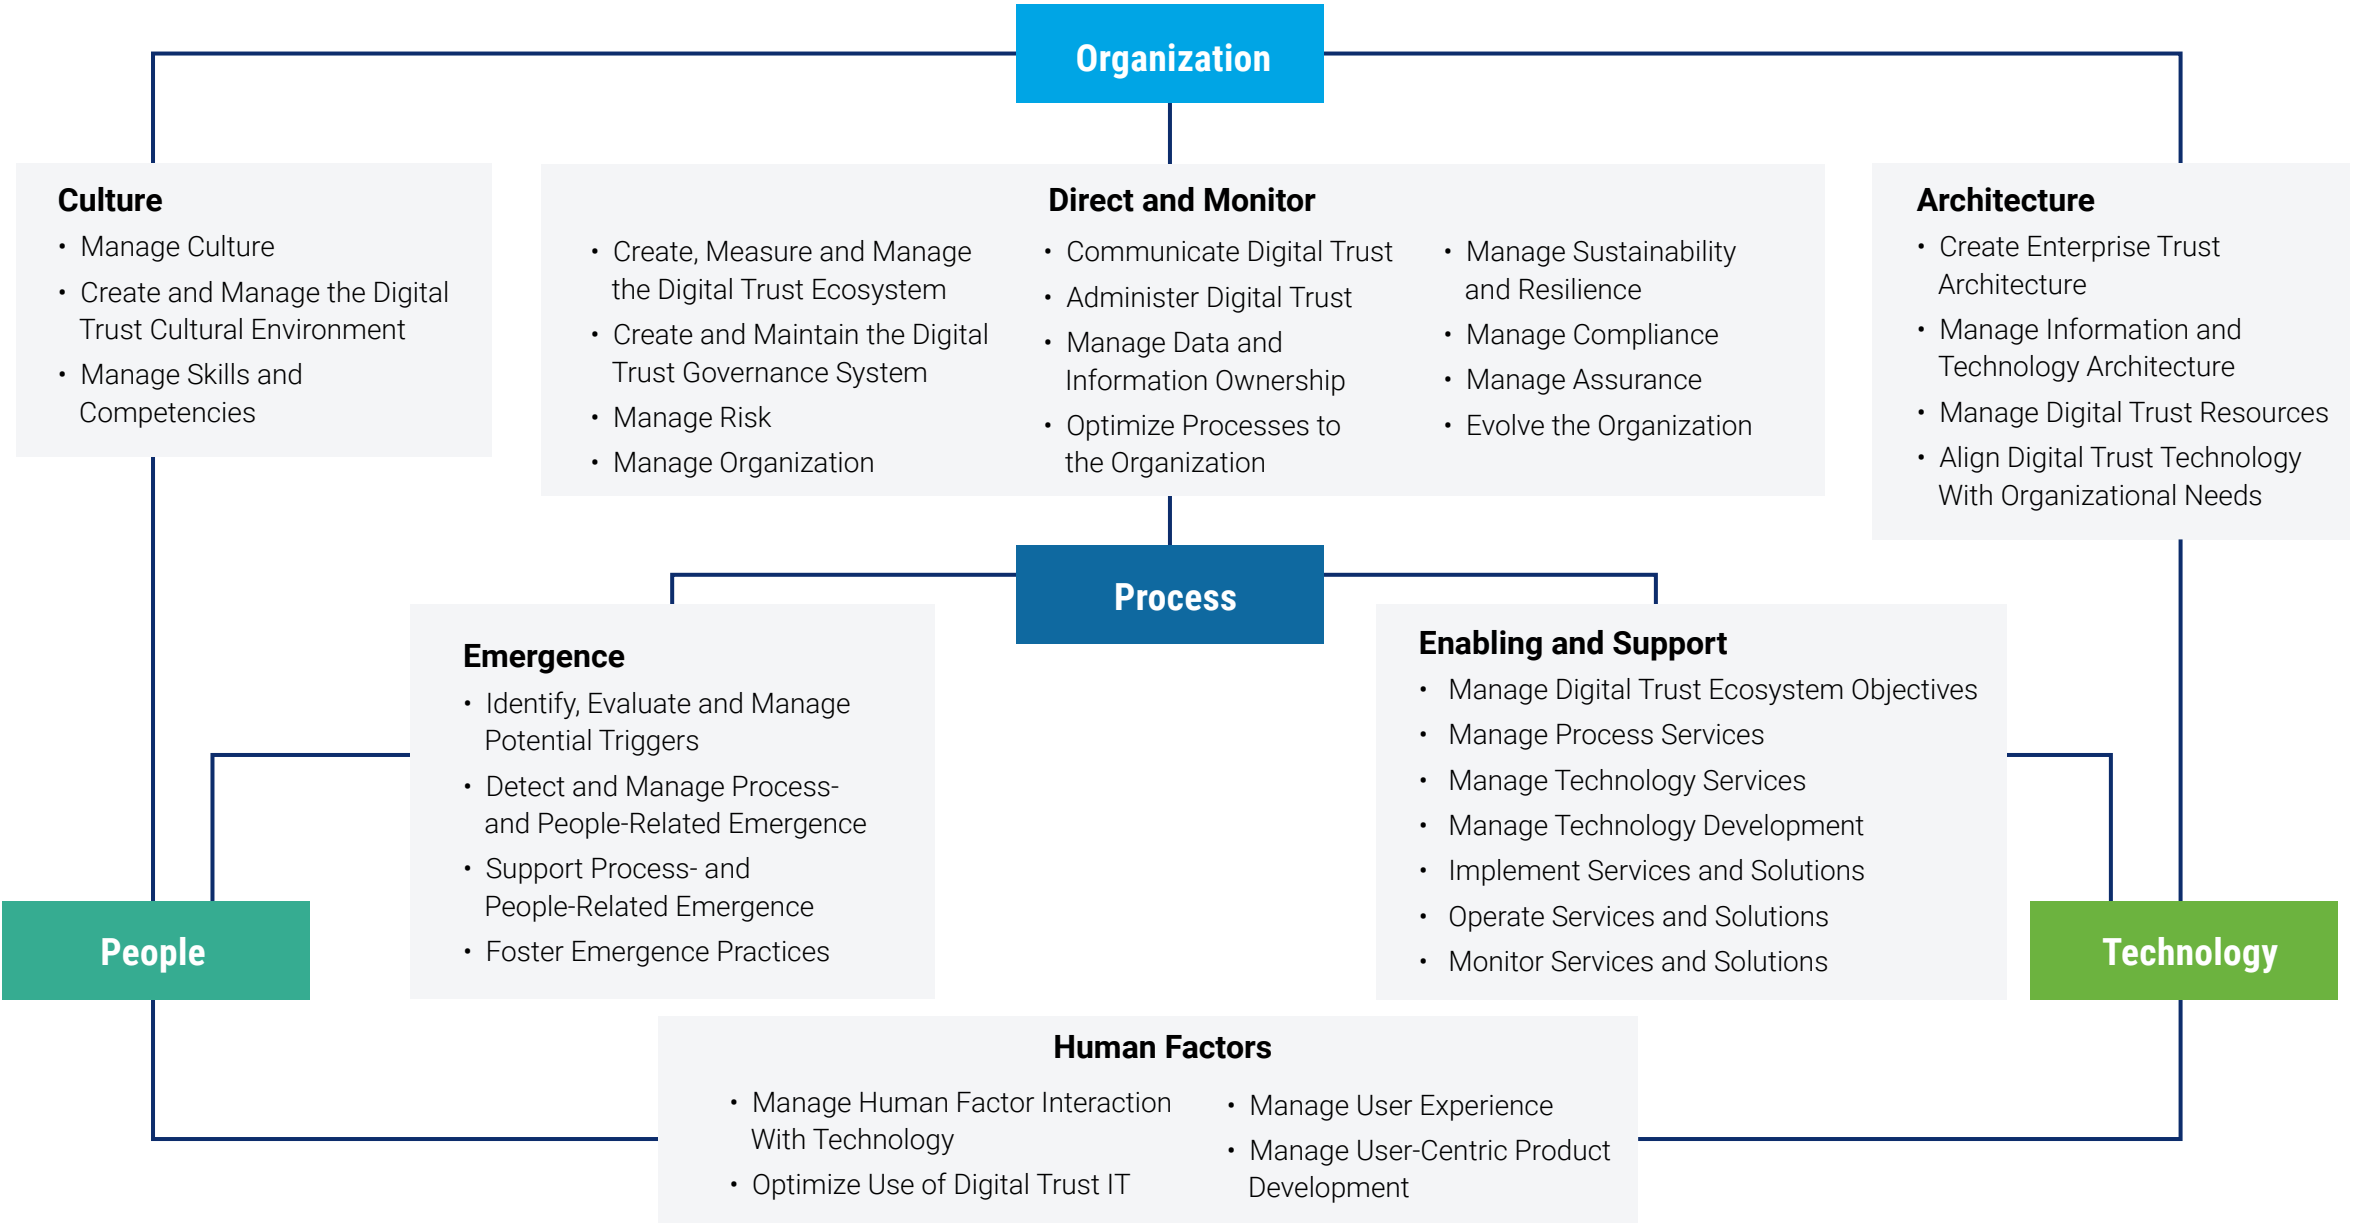 Organization
Culture
• Manage Culture
• Create and Manage the Digital
Trust Cultural Environment
• Manage Skills and
Competencies
Direct and Monitor
• Create, Measure and Manage
the Digital Trust Ecosystem
• Create and Maintain the Digital
Trust Governance System
• Manage Risk
• Manage Organization
• Communicate Digital Trust
• Administer Digital Trust
• Manage Data and
Information Ownership
• Optimize Processes to
the Organization
• Manage Sustainability
and Resilience
• Manage Compliance
• Manage Assurance
• Evolve the Organization
Architecture
• Create Enterprise Trust
Architecture
• Manage Information and
Technology Architecture
• Manage Digital Trust Resources
• Align Digital Trust Technology
With Organizational Needs
Process
Emergence
• Identify, Evaluate and Manage
Potential Triggers
• Detect and Manage Process-
and People-Related Emergence
• Support Process- and
People-Related Emergence
• Foster Emergence Practices
Enabling and Support
• Manage Digital Trust Ecosystem Objectives
• Manage Process Services
• Manage Technology Services
• Manage Technology Development
• Implement Services and Solutions
• Operate Services and Solutions
• Monitor Services and Solutions
People
Technology
Human Factors
• Manage Human Factor Interaction
With Technology
• Optimize Use of Digital Trust IT
• Manage User Experience
• Manage User-Centric Product
Development